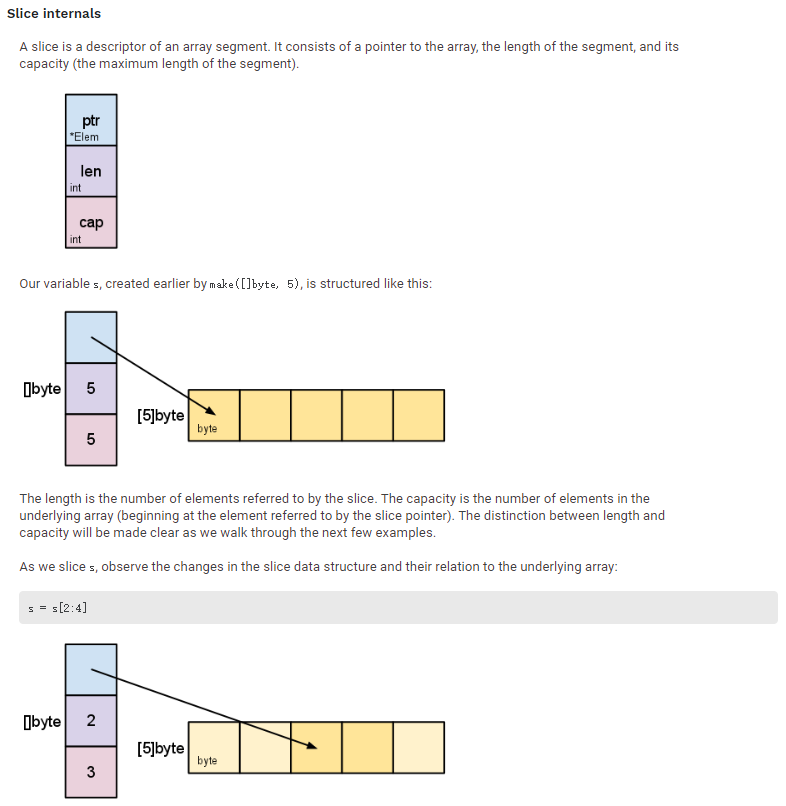 Slice internals
A slice is a descriptor of an array segment. It consists of a pointer to the array, the length of the segment, and its
capacity (the maximum length of the segment).
ptr
*Elem
len
int
cap
int
Our variable s, created earlier by make([]byte, 5), is structured like this:
[]byte
5
5
[5]byte
byte
The length is the number of elements referred to by the slice. The capacity is the number of elements in the
underlying array (beginning at the element referred to by the slice pointer). The distinction between length and
capacity will be made clear as we walk through the next few examples.
As we slice s, observe the changes in the slice data structure and their relation to the underlying array:
s = s[2:4]
[]byte
2
3
[5]byte
byte